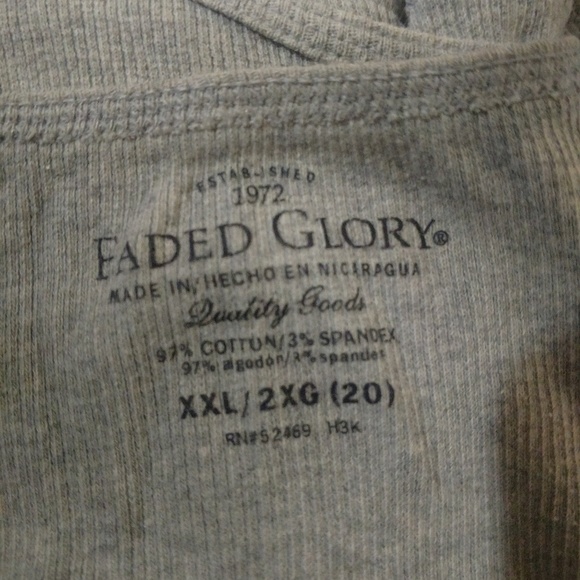 ESTABLISHED
1972
FADED GLORY®
MADE IN/HECHO EN NICARAGUA
Quality Goods
97% COTTON/3% SPANDEX
97% algodon/3% spandex
XXL/2XG (20)
RN#52469 H3K